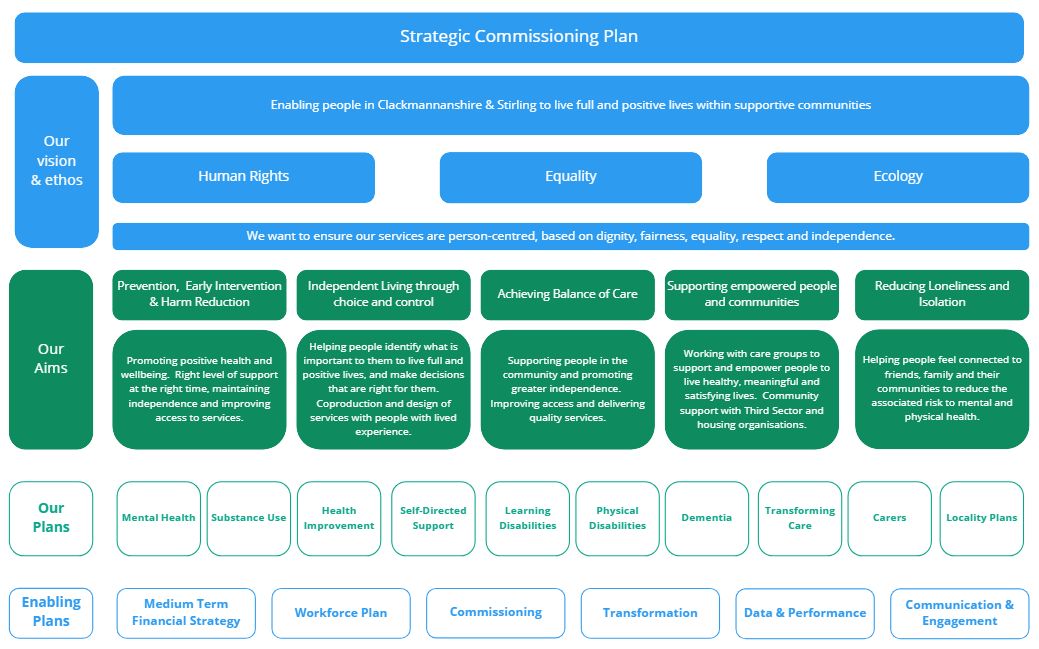 Strategic Commissioning Plan
Our
vision
& ethos
Enabling people in Clackmannanshire & Stirling to live full and positive lives within supportive communities
Human Rights
Equality
Ecology
We want to ensure our services are person-centred, based on dignity, fairness, equality, respect and independence.
Our
Aims
Prevention, Early Intervention
& Harm Reduction
Independent Living through
choice and control
Achieving Balance of Care
Supporting empowered people
and communities
Reducing Loneliness and
Isolation
Promoting positive health and
wellbeing. Right level of support
at the right time, maintaining
independence and improving
access to services.
Helping people identify what is
important to them to live full and
positive lives, and make decisions
that are right for them.
Coproduction and design of
services with people with lived
experience.
Supporting people in the
community and promoting
greater independence.
Improving access and delivering
quality services.
Working with care groups to
support and empower people to
live healthy, meaningful and
satisfying lives. Community
support with Third Sector and
housing organisations.
Helping people feel connected to
friends, family and their
communities to reduce the
associated risk to mental and
physical health.
Our
Plans
Mental Health
Substance Use
Health
Improvement
Self-Directed
Support
Learning
Disabilities
Physical
Disabilities
Dementia
Transforming
Care
Carers
Locality Plans
Enabling
Plans
Medium Term
Financial Strategy
Workforce Plan
Commissioning
Transformation
Data & Performance
Communication &
Engagement